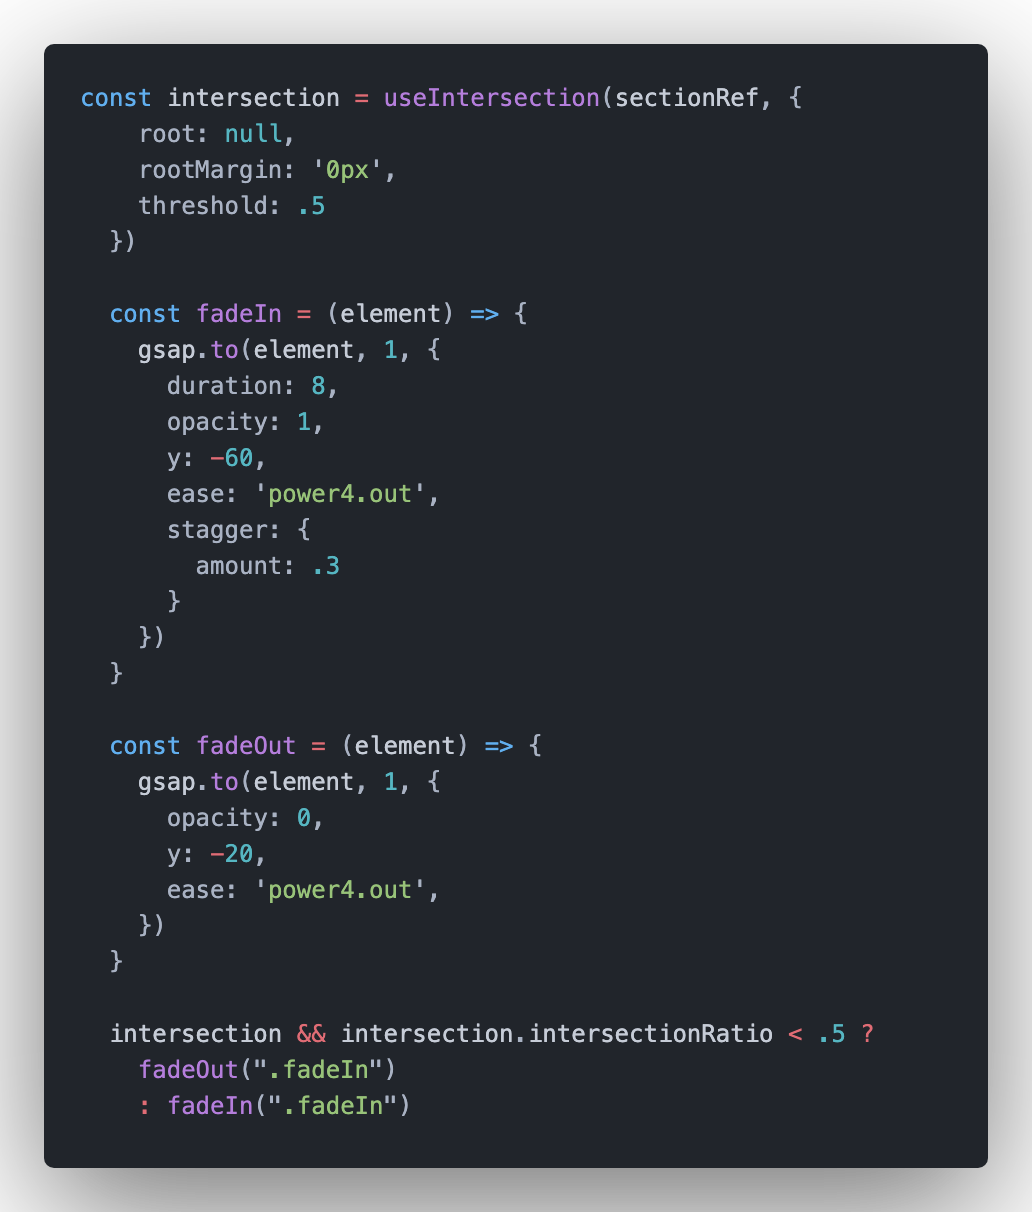 const intersection = useIntersection(sectionRef, {
    root: null,
    rootMargin: '0px',
    threshold: .5
  })

  const fadeIn = (element) => {
    gsap.to(element, 1, {
      duration: 8,
      opacity: 1,
      y: -60,
      ease: 'power4.out',
      stagger: {
        amount: .3
      }
    })
  }

  const fadeOut = (element) => {
    gsap.to(element, 1, {
      opacity: 0,
      y: -20,
      ease: 'power4.out',
    })
  }

  intersection && intersection.intersectionRatio < .5 ?
    fadeOut(".fadeIn")
    : fadeIn(".fadeIn")